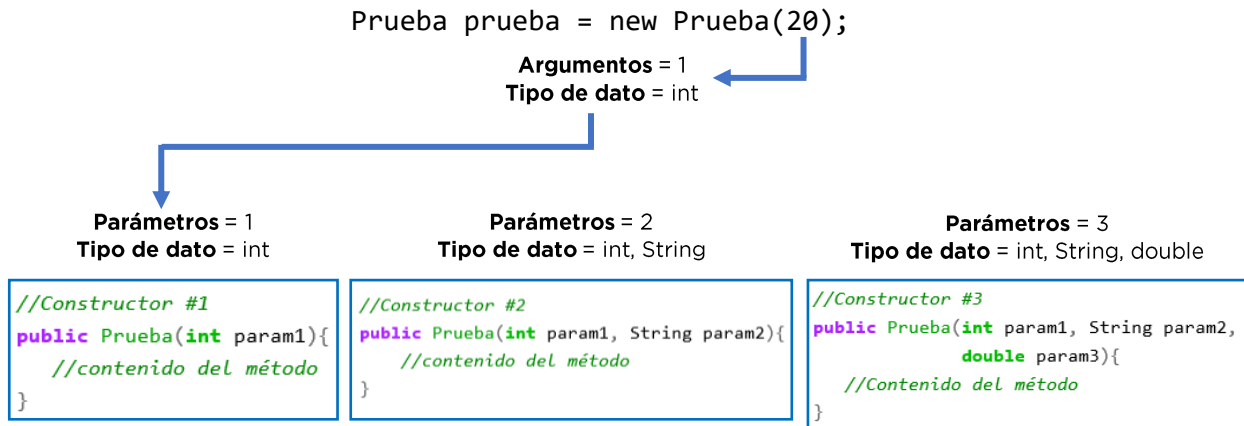 Prueba prueba = new Prueba(20);
Argumentos = 1
Tipo de dato = int
Parámetros = 1
Tipo de dato = int
//Constructor #1
public Prueba(int param1){
//contenido del método
}
Parámetros = 2
Tipo de dato = int, String
//Constructor #2
public Prueba(int param1, String param2){
//contenido del método
}
Parámetros = 3
Tipo de dato = int, String, double
//Constructor #3
public Prueba(int param1, String param2,
double param3){
//Contenido del método
}